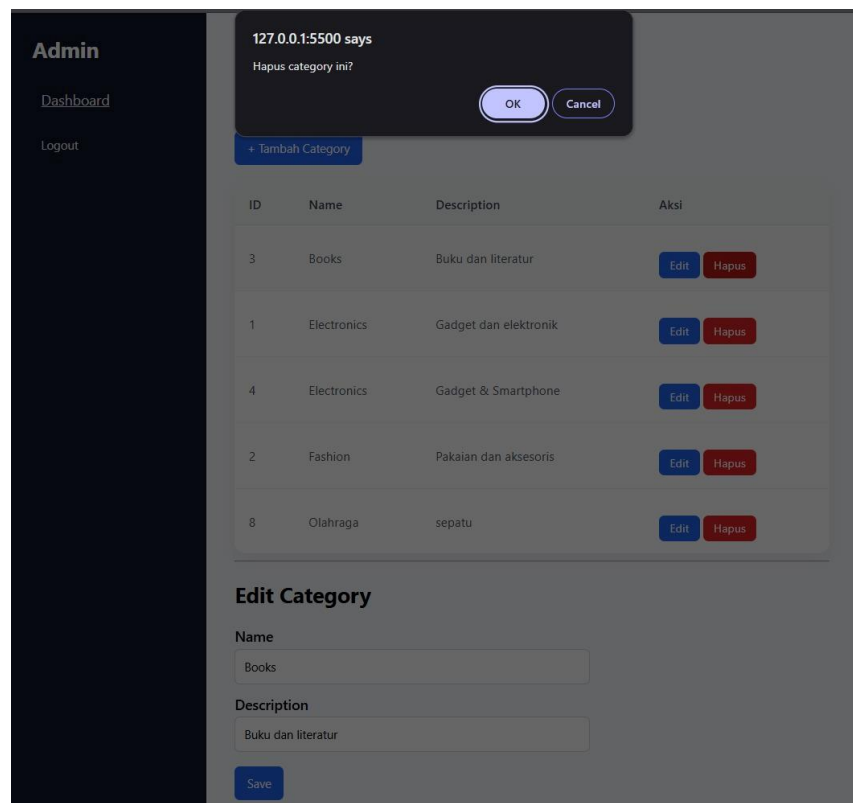 127.0.0.1:5500 says
Hapus category ini?
OK Cancel
Admin
Dashboard
Logout
+ Tambah Category
ID Name Description Aksi
3 Books Buku dan literatur Edit Hapus
1 Electronics Gadget dan elektronik Edit Hapus
4 Electronics Gadget & Smartphone Edit Hapus
2 Fashion Pakaian dan aksesoris Edit Hapus
8 Olahraga sepatu Edit Hapus
Edit Category
Name
Books
Description
Buku dan literatur
Save